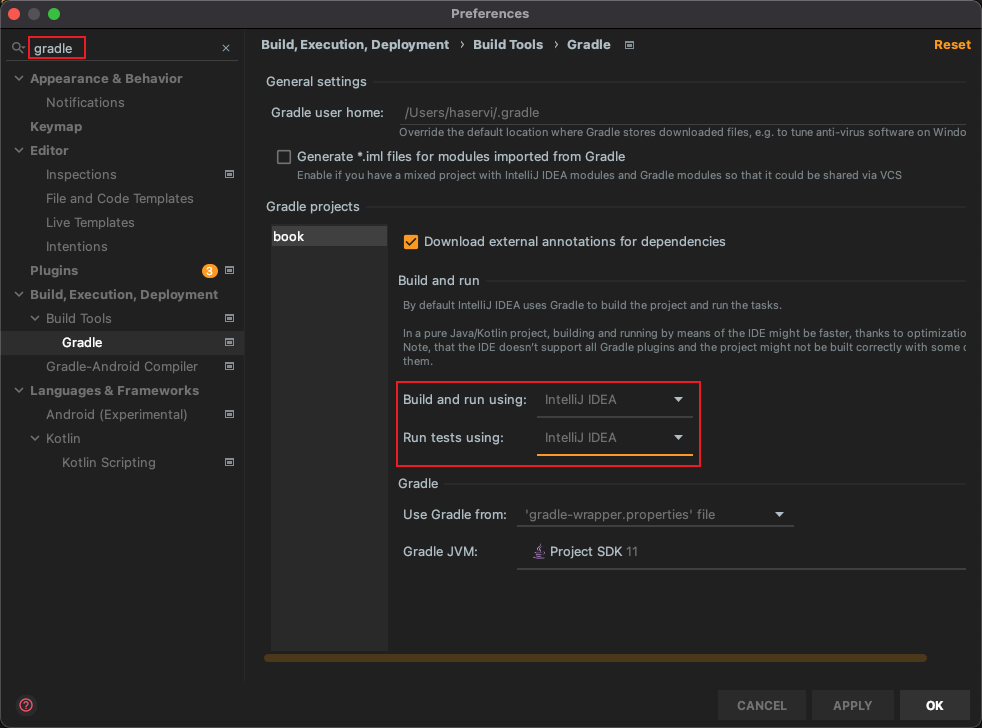 Preferences
gradle
Appearance & Behavior
Notifications
Keymap
Editor
Inspections
File and Code Templates
Live Templates
Intentions
Plugins 3
Build, Execution, Deployment
Build Tools
Gradle
Gradle-Android Compiler
Languages & Frameworks
Android (Experimental)
Kotlin
Kotlin Scripting
Build, Execution, Deployment › Build Tools › Gradle
Reset
General settings
Gradle user home: /Users/haservi/.gradle
Override the default location where Gradle stores downloaded files, e.g. to tune anti-virus software on Windo
Generate *.iml files for modules imported from Gradle
Enable if you have a mixed project with IntelliJ IDEA modules and Gradle modules so that it could be shared via VCS
Gradle projects
book
Download external annotations for dependencies
Build and run
By default IntelliJ IDEA uses Gradle to build the project and run the tasks.
In a pure Java/Kotlin project, building and running by means of the IDE might be faster, thanks to optimizatio
Note, that the IDE doesn't support all Gradle plugins and the project might not be built correctly with some
them.
Build and run using: IntelliJ IDEA
Run tests using: IntelliJ IDEA
Gradle
Use Gradle from: 'gradle-wrapper.properties' file
Gradle JVM: Project SDK 11
?
CANCEL
APPLY
OK